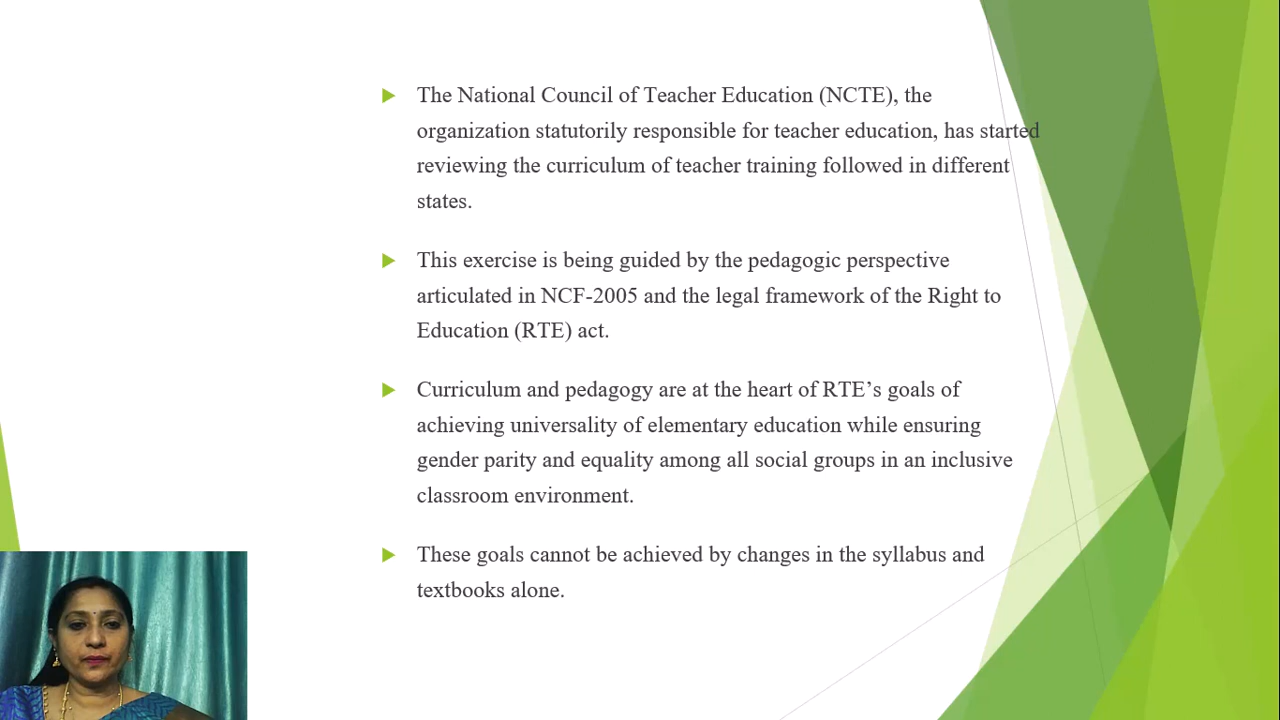 The National Council of Teacher Education (NCTE), the
organization statutorily responsible for teacher education, has started
reviewing the curriculum of teacher training followed in different
states.
This exercise is being guided by the pedagogic perspective
articulated in NCF-2005 and the legal framework of the Right to
Education (RTE) act.
Curriculum and pedagogy are at the heart of RTE’s goals of
achieving universality of elementary education while ensuring
gender parity and equality among all social groups in an inclusive
classroom environment.
These goals cannot be achieved by changes in the syllabus and
textbooks alone.